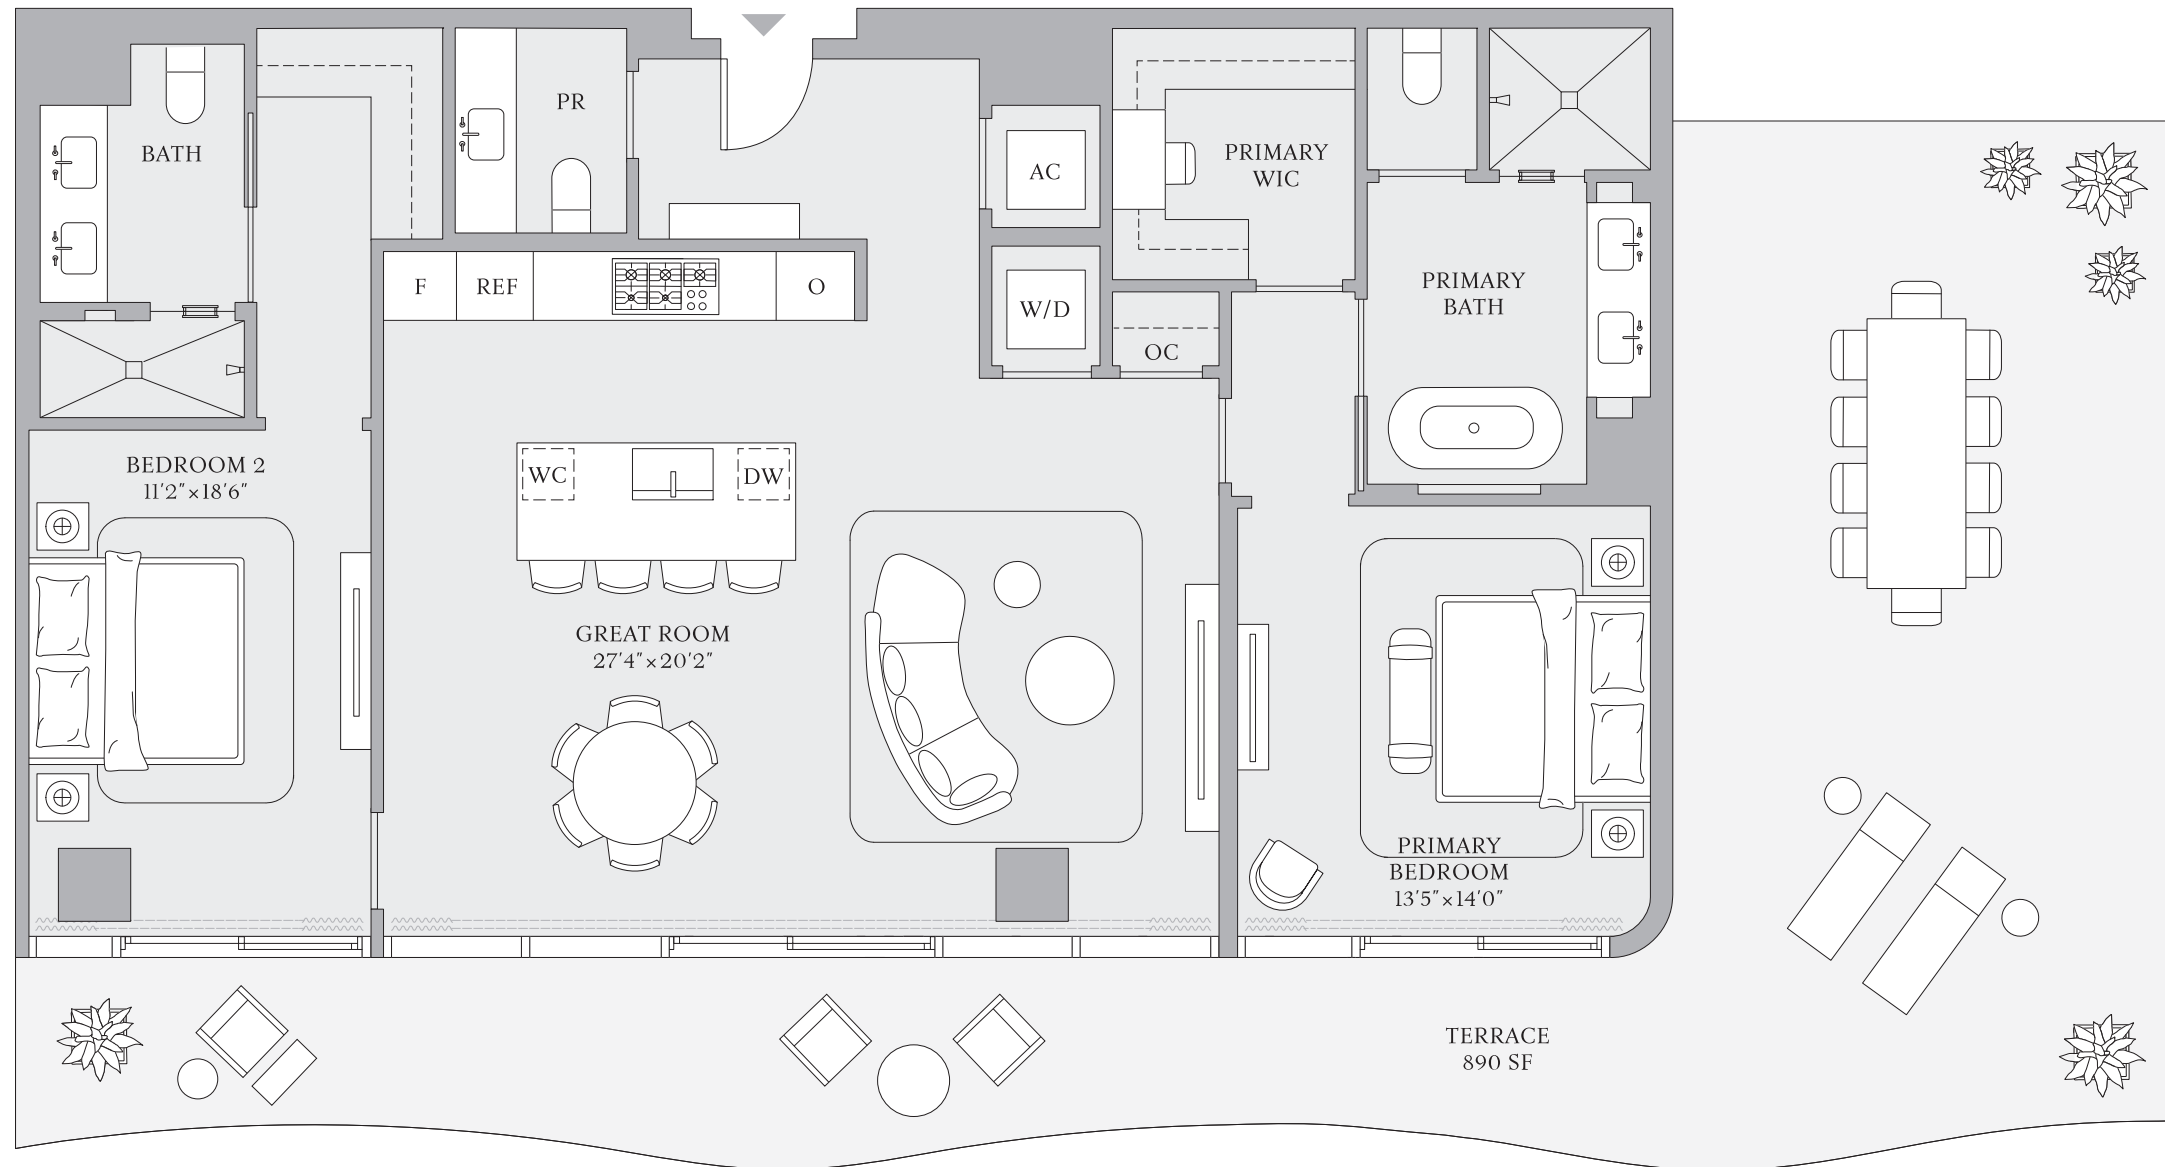 PR
BATH
AC
PRIMARY
WIC
F
REF
O
W/D
OC
PRIMARY
BATH
BEDROOM 2
11'2"×18'6"
WC
DW
GREAT ROOM
27'4"×20'2"
PRIMARY
BEDROOM
13'5"×14'0"
TERRACE
890 SF